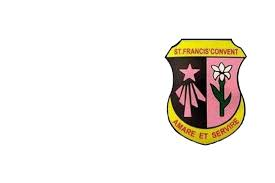 ST. FRANCIS' CONVENT
AMARE ET SERVIRE